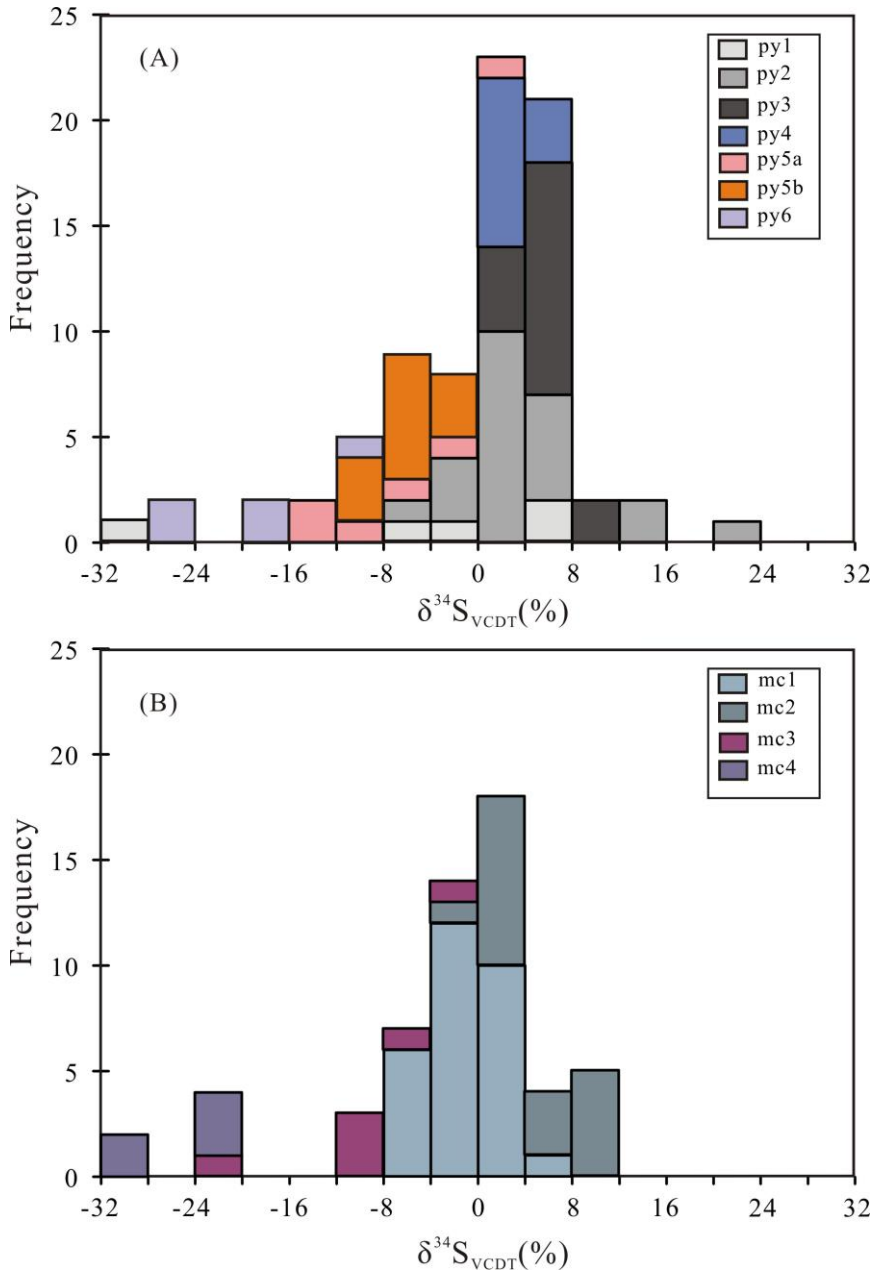 25
20
15
10
5
0
Frequency
(A)
py1
py2
py3
py4
py5a
py5b
py6
-32 -24 -16 -8 0 8 16 24 32
δ³⁴S_VCDT(%)
25
20
15
10
5
0
Frequency
(B)
mc1
mc2
mc3
mc4
-32 -24 -16 -8 0 8 16 24 32
δ³⁴S_VCDT(%)